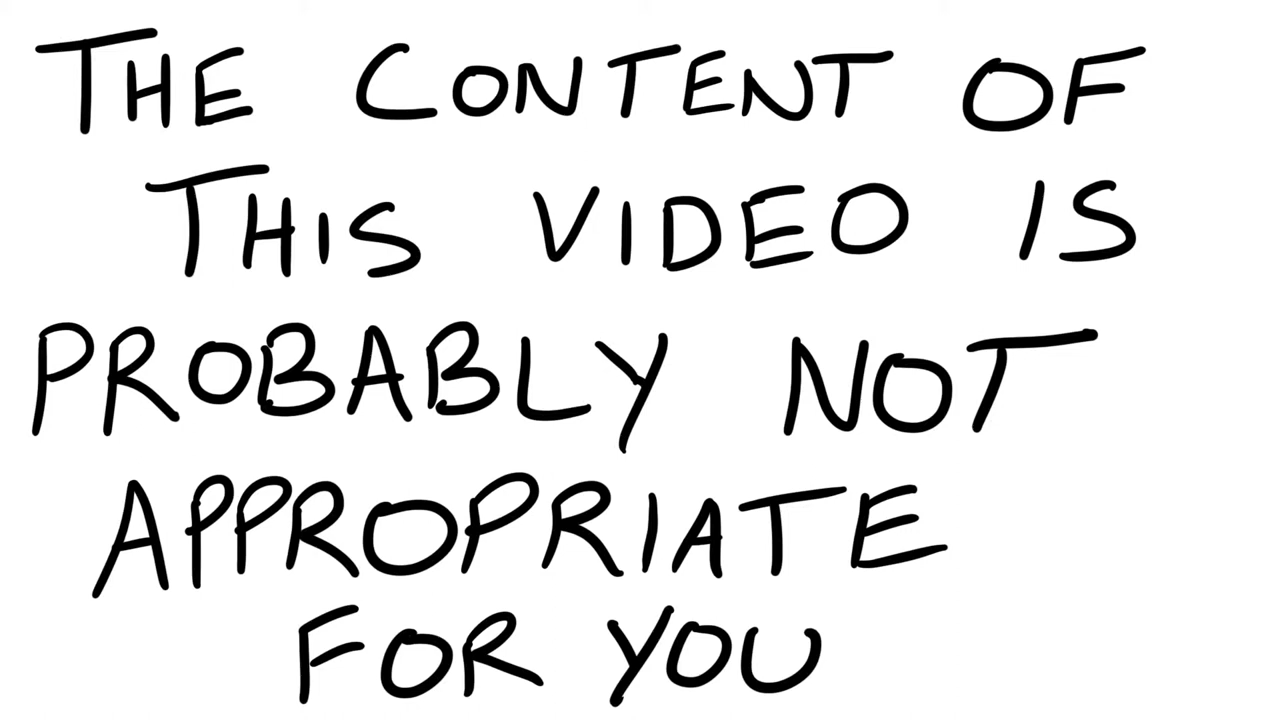 THE CONTENT OF
THIS VIDEO IS
PROBABLY NOT
APPROPRIATE
FOR YOU